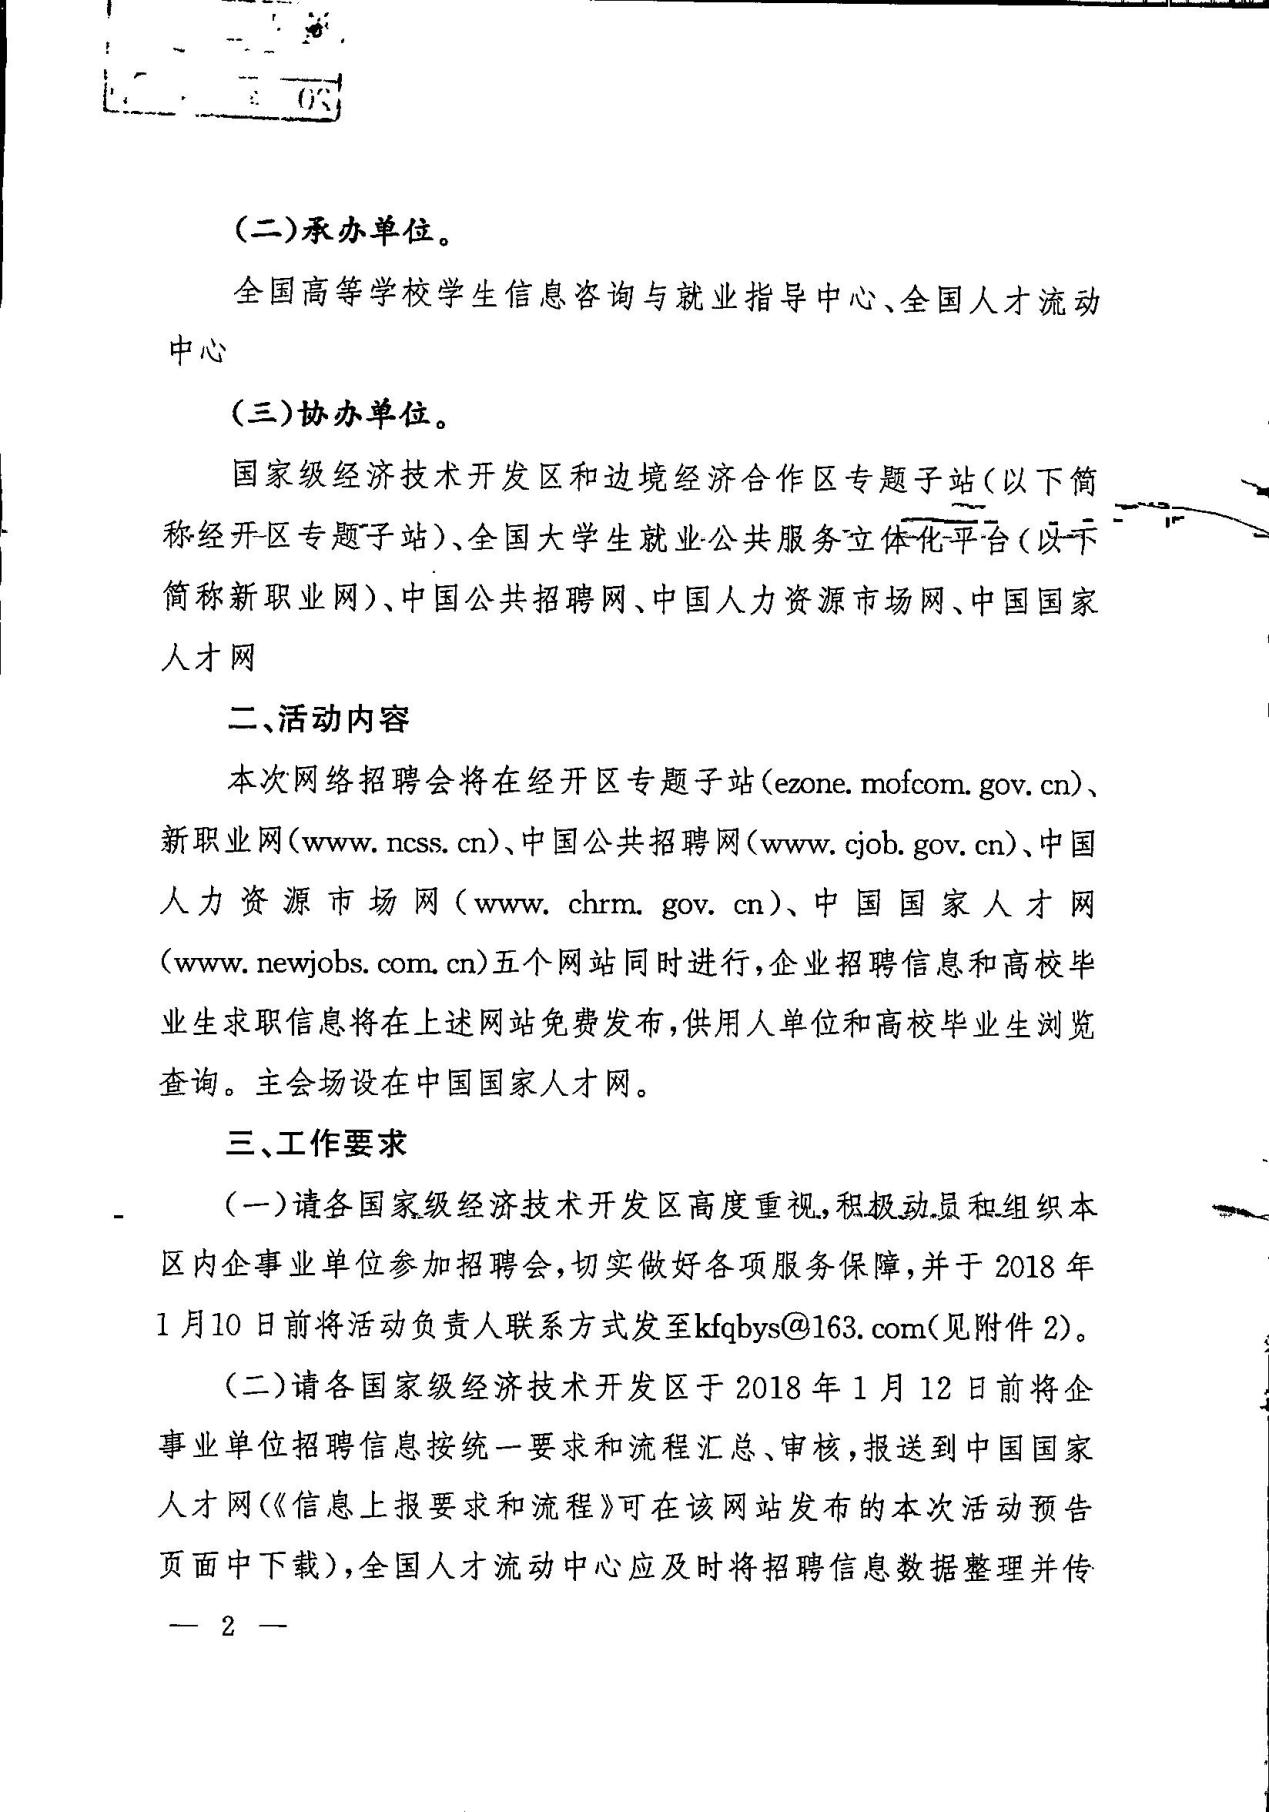 (二)承办单位。
全国高等学校学生信息咨询与就业指导中心、全国人才流动
中心
(三)协办单位。
国家级经济技术开发区和边境经济合作区专题子站(以下简
称经开区专题子站)、全国大学生就业公共服务立体化平台(以下
简称新职业网)、中国公共招聘网、中国人力资源市场网、中国国家
人才网
二、活动内容
本次网络招聘会将在经开区专题子站(ezone. mofcom. gov. cn)、
新职业网(www. ncss. cn)、中国公共招聘网(www. cjob. gov. cn)、中国
人力资源市场网(www. chrm. gov. cn)、中国国家人才网
(www. newjobs. com. cn)五个网站同时进行,企业招聘信息和高校毕
业生求职信息将在上述网站免费发布,供用人单位和高校毕业生浏览
查询。主会场设在中国国家人才网。
三、工作要求
(一)请各国家级经济技术开发区高度重视,积极动员和组织本
区内企事业单位参加招聘会,切实做好各项服务保障,并于 2018 年
1 月10 日前将活动负责人联系方式发至kfqbys@163. com(见附件 2)。
(二)请各国家级经济技术开发区于 2018 年 1 月 12 日前将企
事业单位招聘信息按统一要求和流程汇总、审核,报送到中国国家
人才网(《信息上报要求和流程》可在该网站发布的本次活动预告
页面中下载),全国人才流动中心应及时将招聘信息数据整理并传
— 2 —